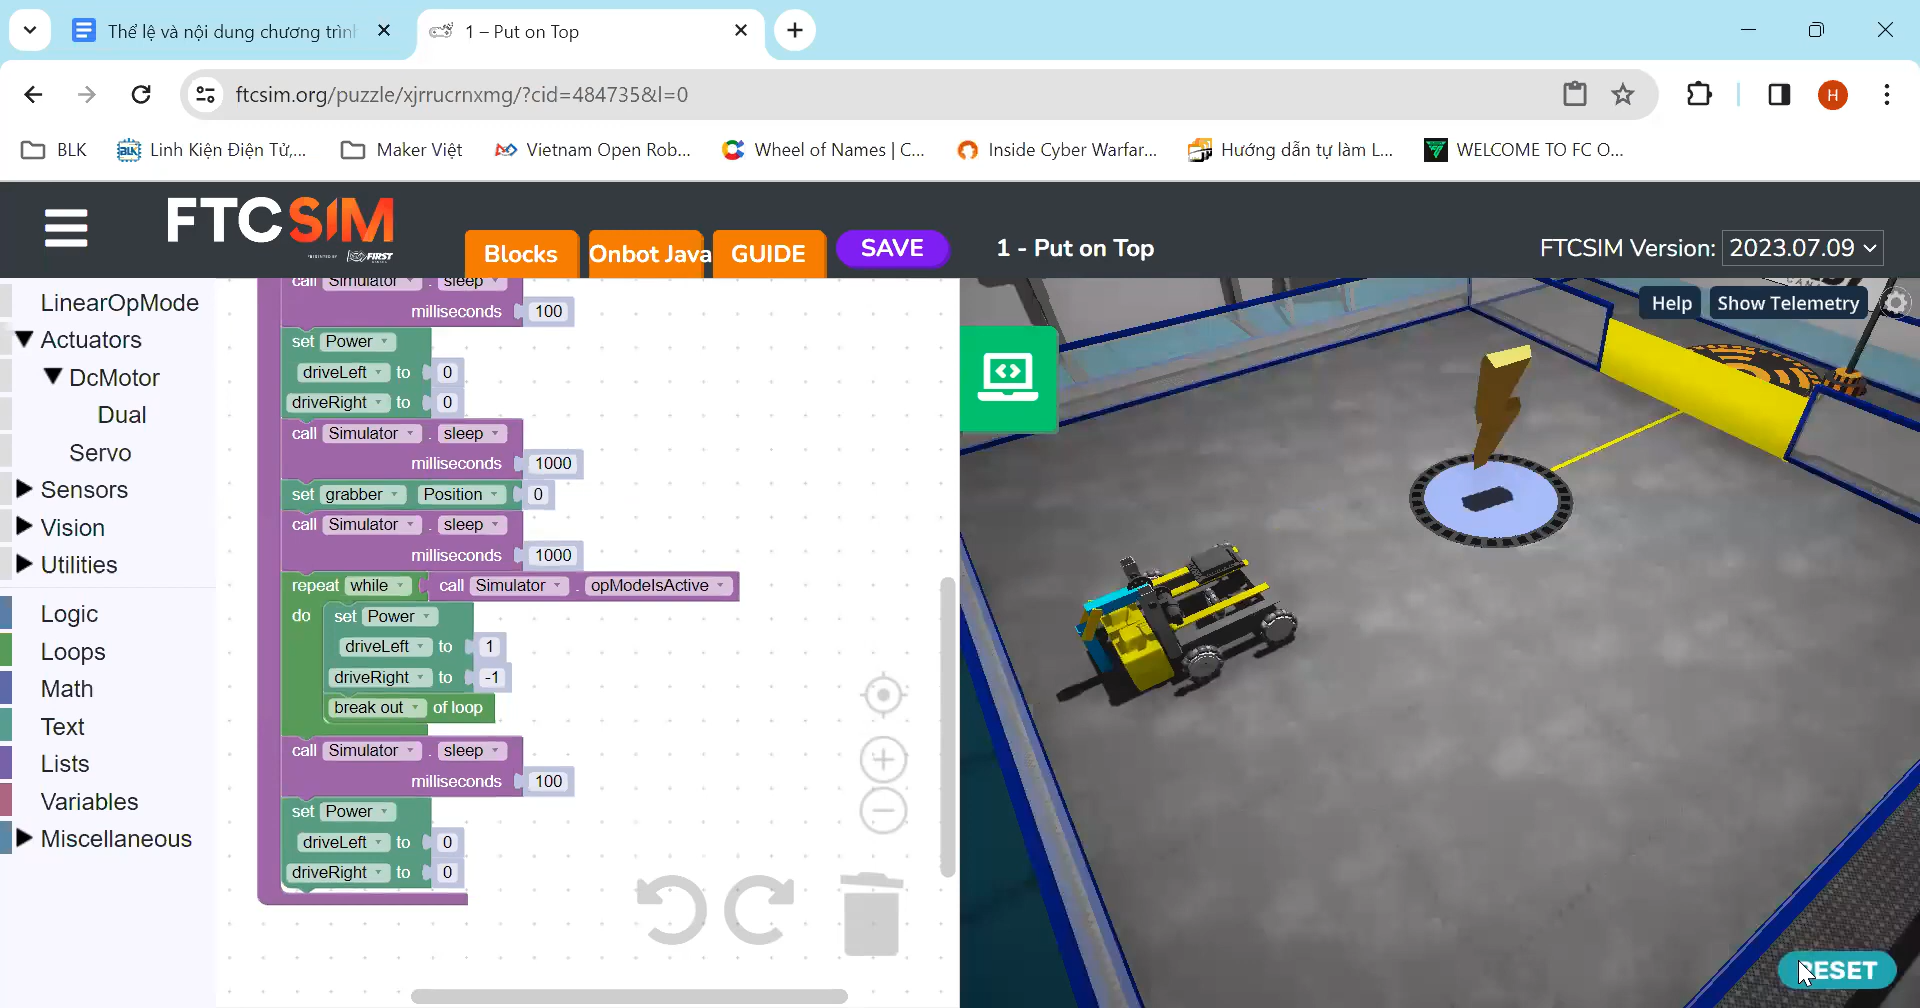 Thể lệ và nội dung chương trình
1 – Put on Top
ftcsim.org/puzzle/xjrrucrnxmg/?cid=484735&l=0
H
BLK
Linh Kiện Điện Tử,...
Maker Việt
Vietnam Open Rob...
Wheel of Names | C...
Inside Cyber Warfar...
Hướng dẫn tự làm L...
WELCOME TO FC O...
FTCSIM
FIRST
Blocks
Onbot Java
GUIDE
SAVE
1 - Put on Top
FTCSIM Version: 2023.07.09
LinearOpMode
Actuators
DcMotor
Dual
Servo
Sensors
Vision
Utilities
Logic
Loops
Math
Text
Lists
Variables
Miscellaneous
call Simulator . sleep
milliseconds 100
set Power
driveLeft to 0
driveRight to 0
call Simulator . sleep
milliseconds 1000
set grabber Position 0
call Simulator . sleep
milliseconds 1000
repeat while call Simulator . opModeIsActive
do set Power
driveLeft to 1
driveRight to -1
break out of loop
call Simulator . sleep
milliseconds 100
set Power
driveLeft to 0
driveRight to 0
Help
Show Telemetry
RESET